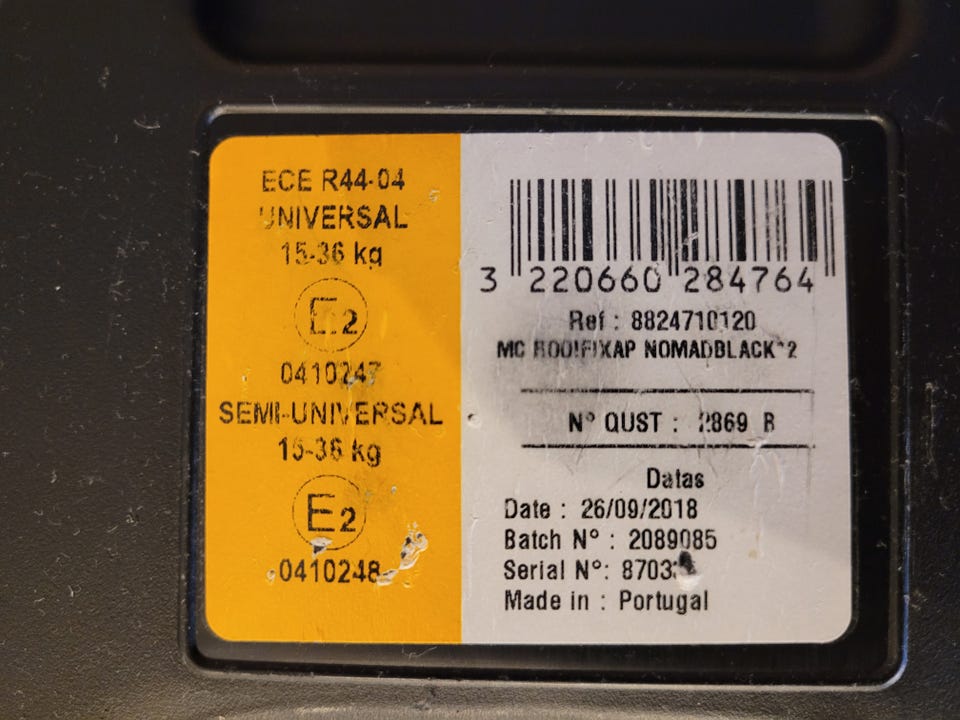 ECE R44-04
UNIVERSAL
15-36 kg
E2
0410247
SEMI-UNIVERSAL
15-36 kg
E2
0410248
3 220660 284764
Ref : 8824710120
MC RODIFIXAP NOMADBLACK*2
N° QUST : 2869 B
Datas
Date : 26/09/2018
Batch N° : 2089085
Serial N°:
Made in : Portugal